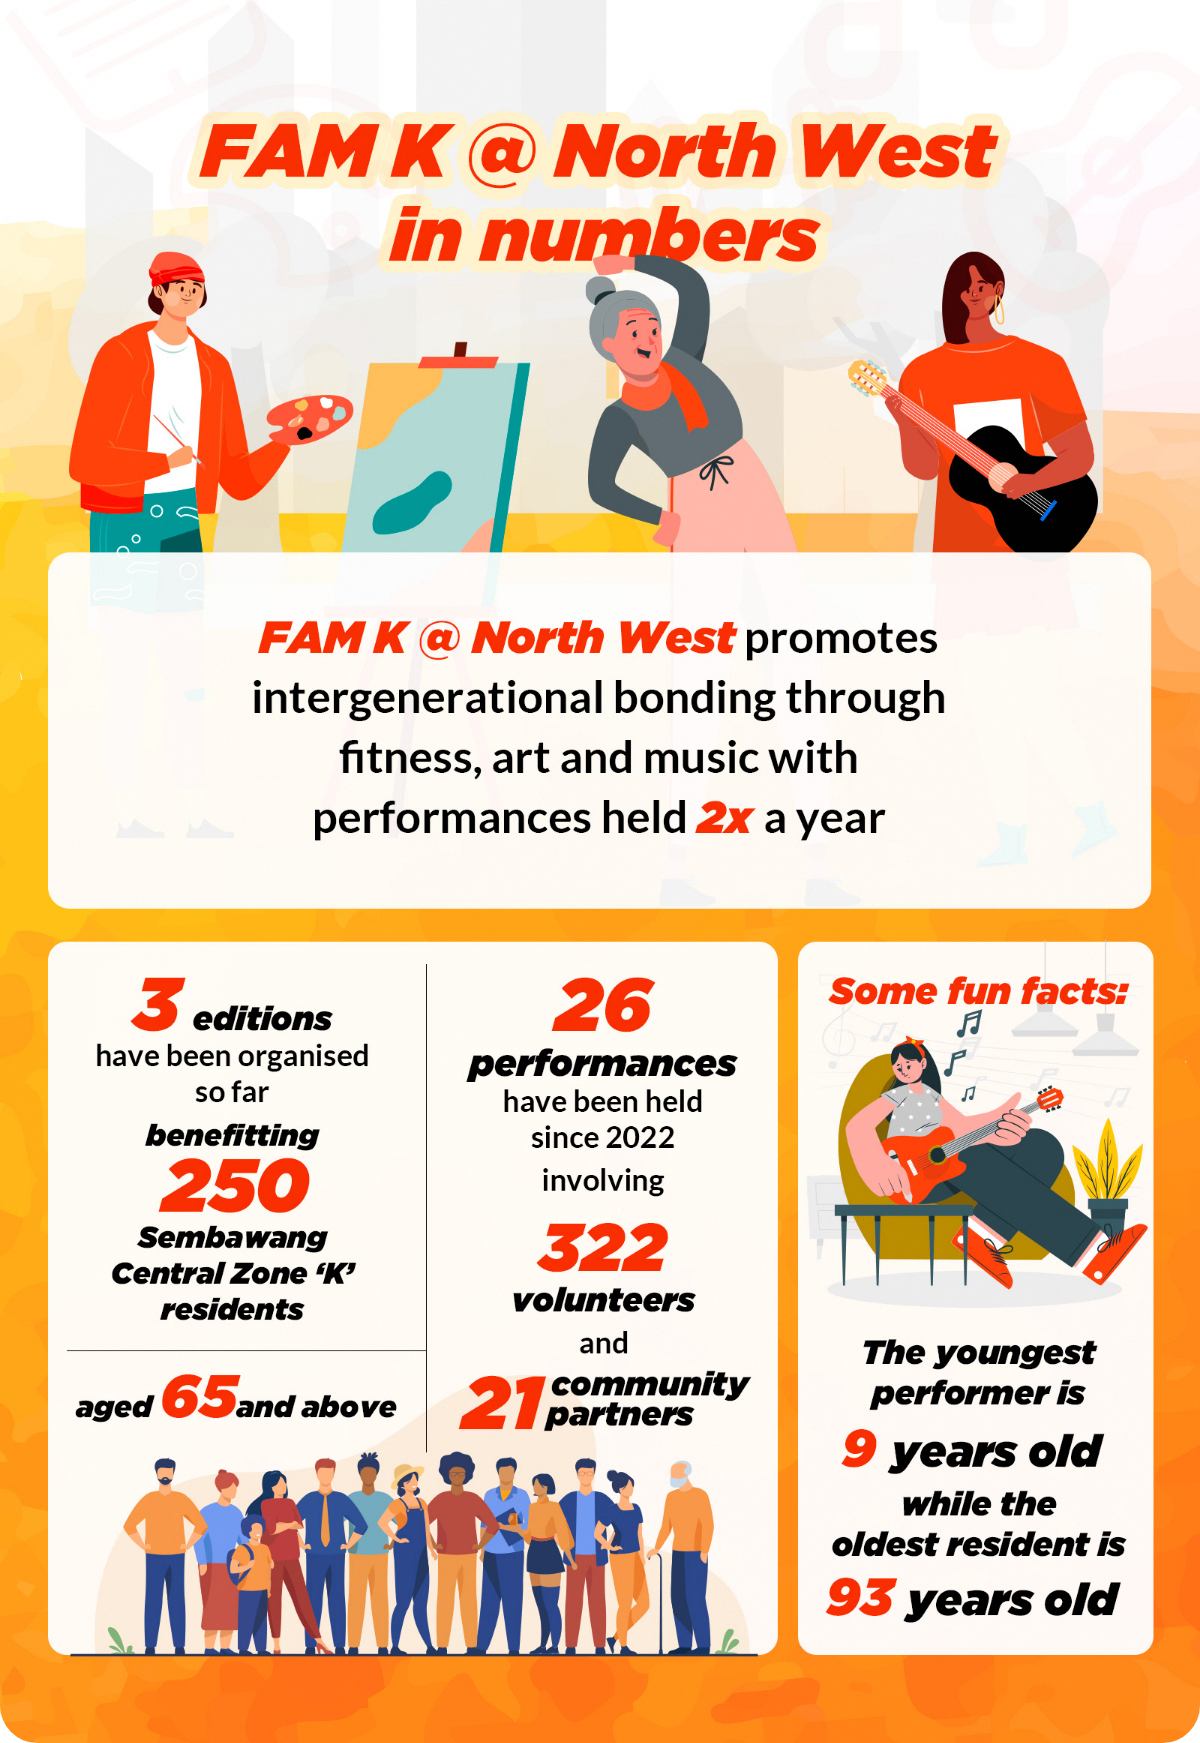 FAM K @ North West
in numbers
FAM K @ North West promotes
intergenerational bonding through
fitness, art and music with
performances held 2x a year
3 editions
have been organised
so far
benefitting
250
Sembawang
Central Zone ‘K’
residents
aged 65 and above
26
performances
have been held
since 2022
involving
322
volunteers
and
21 community
partners
Some fun facts:
The youngest
performer is
9 years old
while the
oldest resident is
93 years old